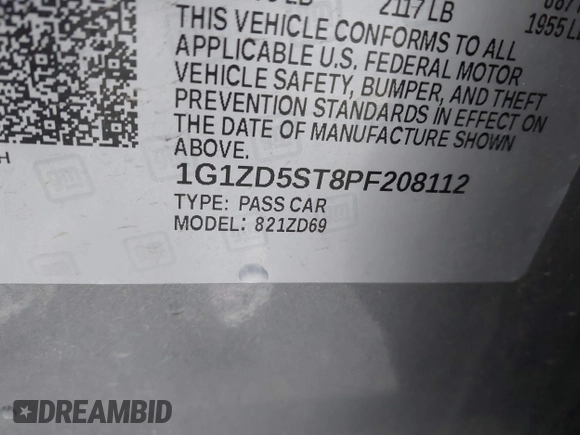 2117 LB
1955 L
THIS VEHICLE CONFORMS TO ALL
APPLICABLE U.S. FEDERAL MOTOR
VEHICLE SAFETY, BUMPER, AND THEFT
PREVENTION STANDARDS IN EFFECT ON
THE DATE OF MANUFACTURE SHOWN
ABOVE.
1G1ZD5ST8PF208112
TYPE: PASS CAR
MODEL: 821ZD69
DREAMBID